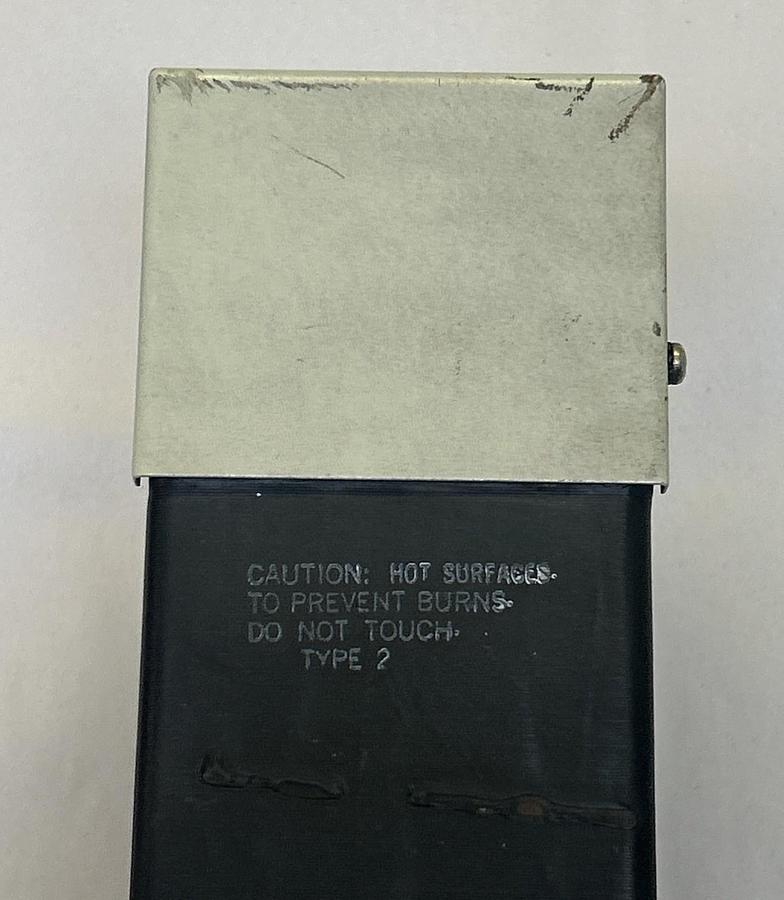 CAUTION: HOT SURFACES.
TO PREVENT BURNS.
DO NOT TOUCH.
TYPE 2